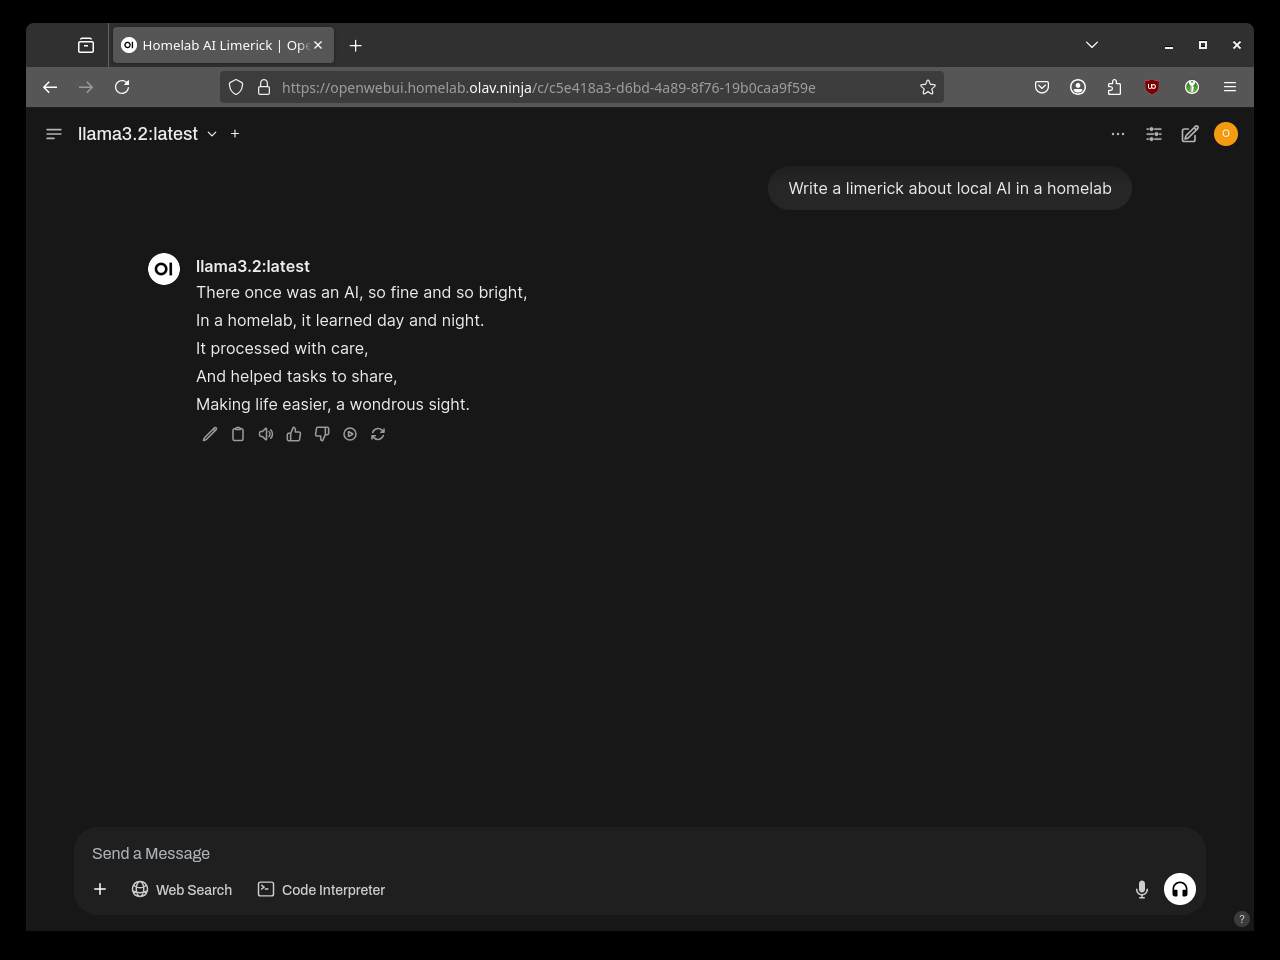 Homelab AI Limerick | Ope
https://openwebui.homelab.olav.ninja/c/c5e418a3-d6bd-4a89-8f76-19b0caa9f59e
llama3.2:latest
O
Write a limerick about local AI in a homelab
OI
llama3.2:latest
There once was an AI, so fine and so bright,
In a homelab, it learned day and night.
It processed with care,
And helped tasks to share,
Making life easier, a wondrous sight.
Send a Message
Web Search
Code Interpreter
?